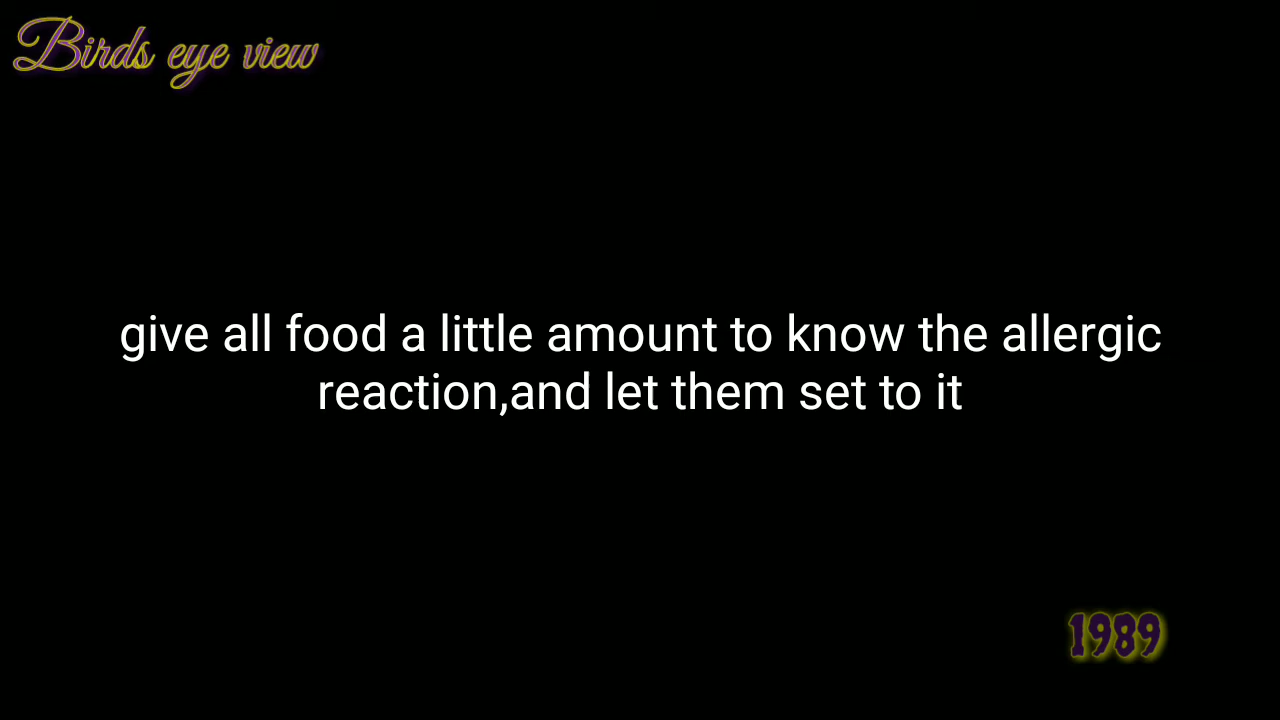 Birds eye view
give all food a little amount to know the allergic
reaction,and let them set to it
1989